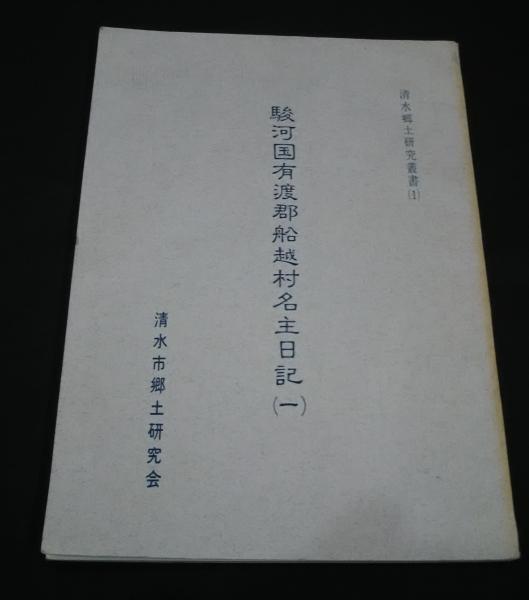 清水郷土研究叢書(1)
駿河国有渡郡船越村名主日記(一)
清水市郷土研究会